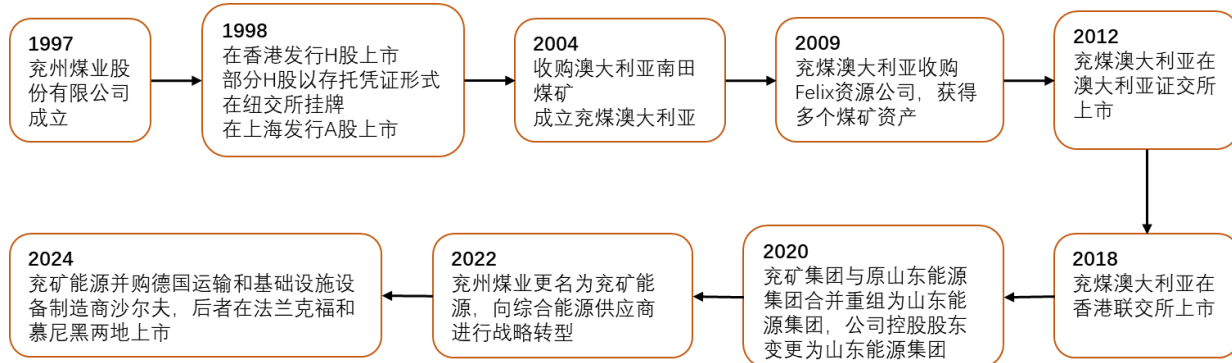 1997
兖州煤业股
份有限公司
成立
1998
在香港发行H股上市
部分H股以存托凭证形式
在纽交所挂牌
在上海发行A股上市
2004
收购澳大利亚南田
煤矿
成立兖煤澳大利亚
2009
兖煤澳大利亚收购
Felix资源公司，获得
多个煤矿资产
2012
兖煤澳大利亚在
澳大利亚证交所
上市
2018
兖煤澳大利亚在
香港联交所上市
2020
兖矿集团与原山东能源
集团合并重组为山东能
源集团，公司控股股东
变更为山东能源集团
2022
兖州煤业更名为兖矿能
源，向综合能源供应商
进行战略转型
2024
兖矿能源并购德国运输和基础设施设
备制造商沙尔夫，后者在法兰克福和
慕尼黑两地上市